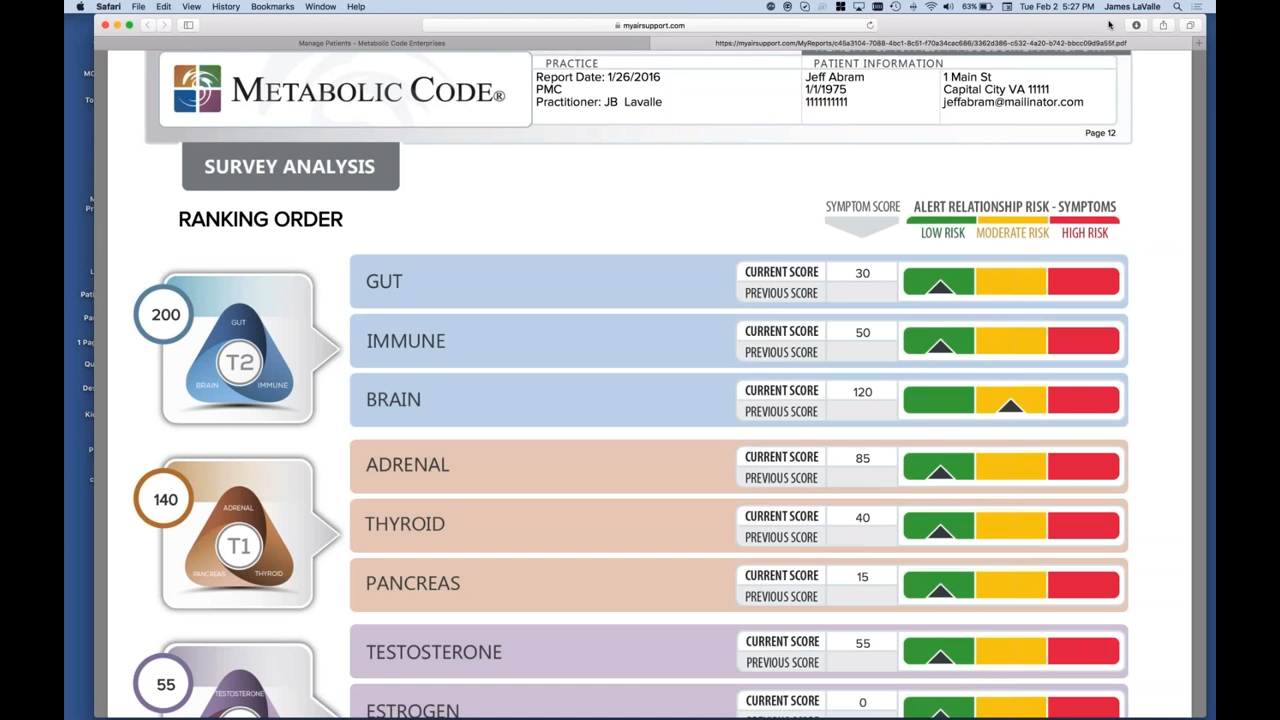 Safari File Edit View History Bookmarks Window Help Tue Feb 2 5:27 PM James LaValle
63%
myairsupport.com
Manage Patients - Metabolic Code Enterprises
METABOLIC CODE®
PRACTICE
Report Date: 1/26/2016
PMC
Practitioner: JB Lavalle
PATIENT INFORMATION
Jeff Abram
1/1/1975
1111111111
1 Main St
Capital City VA 11111
jeffabram@mailinator.com
Page 12
SURVEY ANALYSIS
RANKING ORDER
SYMPTOM SCORE
ALERT RELATIONSHIP RISK - SYMPTOMS
LOW RISK MODERATE RISK HIGH RISK
200
GUT
T2
BRAIN IMMUNE
GUT
CURRENT SCORE 30
PREVIOUS SCORE
IMMUNE
CURRENT SCORE 50
PREVIOUS SCORE
BRAIN
CURRENT SCORE 120
PREVIOUS SCORE
140
ADRENAL
T1
PANCREAS THYROID
ADRENAL
CURRENT SCORE 85
PREVIOUS SCORE
THYROID
CURRENT SCORE 40
PREVIOUS SCORE
PANCREAS
CURRENT SCORE 15
PREVIOUS SCORE
55
TESTOSTERONE
TESTOSTERONE
CURRENT SCORE 55
PREVIOUS SCORE
ESTROGEN
CURRENT SCORE 0